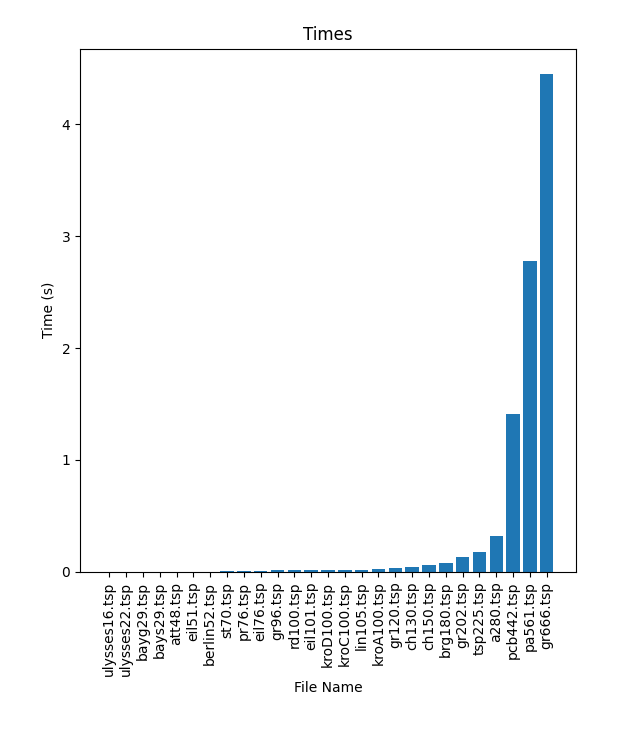 Times
Time (s)
4
3
2
1
0
ulysses16.tsp
ulysses22.tsp
bayg29.tsp
bays29.tsp
att48.tsp
eil51.tsp
berlin52.tsp
st70.tsp
pr76.tsp
eil76.tsp
gr96.tsp
rd100.tsp
eil101.tsp
kroD100.tsp
kroC100.tsp
lin105.tsp
kroA100.tsp
gr120.tsp
ch130.tsp
ch150.tsp
brg180.tsp
gr202.tsp
tsp225.tsp
a280.tsp
pcb442.tsp
pa561.tsp
gr666.tsp
File Name